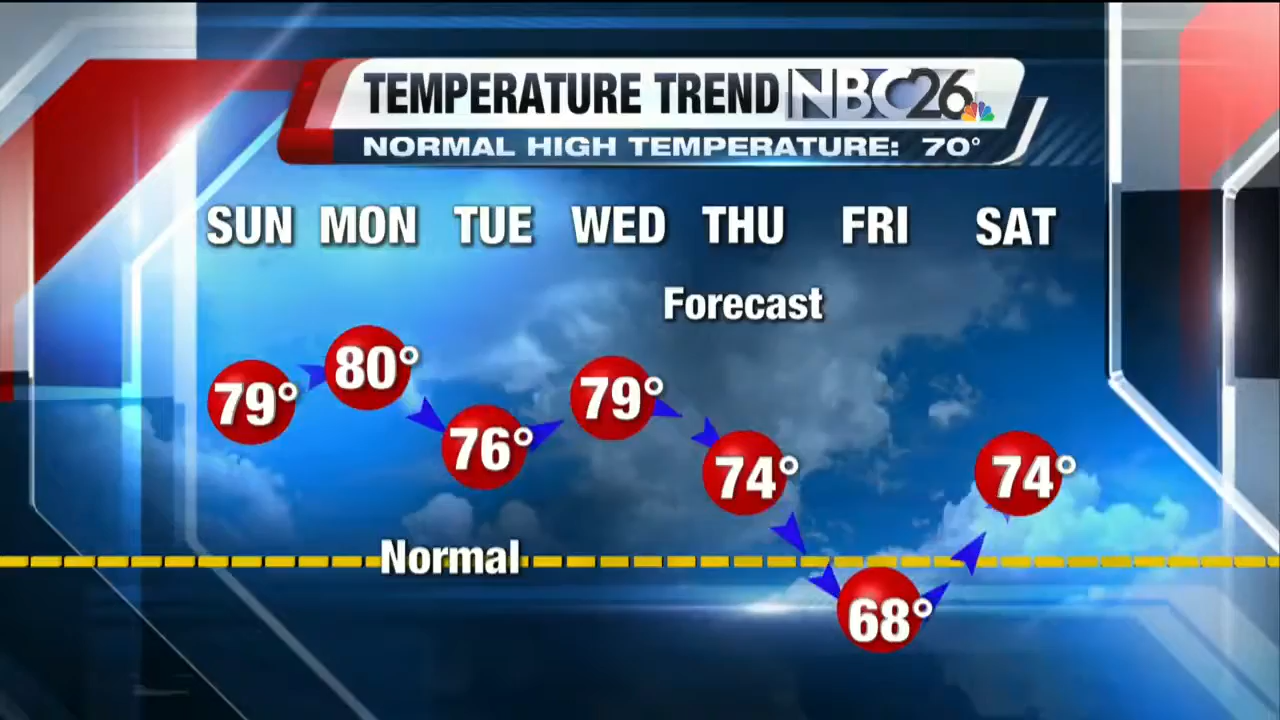 TEMPERATURE TREND NBC26
NORMAL HIGH TEMPERATURE: 70°
SUN MON TUE WED THU FRI SAT
Forecast
79° 80° 76° 79° 74° 68° 74°
Normal